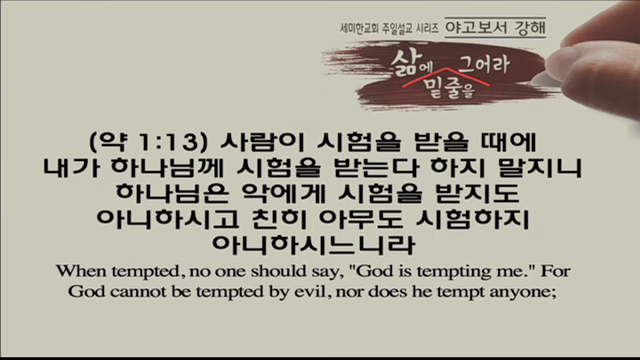 세미한교회 주일설교 시리즈 야고보서 강해
삶에 그어라
밑줄을
(약 1:13) 사람이 시험을 받을 때에
내가 하나님께 시험을 받는다 하지 말지니
하나님은 악에게 시험을 받지도
아니하시고 친히 아무도 시험하지
아니하시느니라
When tempted, no one should say, "God is tempting me." For
God cannot be tempted by evil, nor does he tempt anyone;